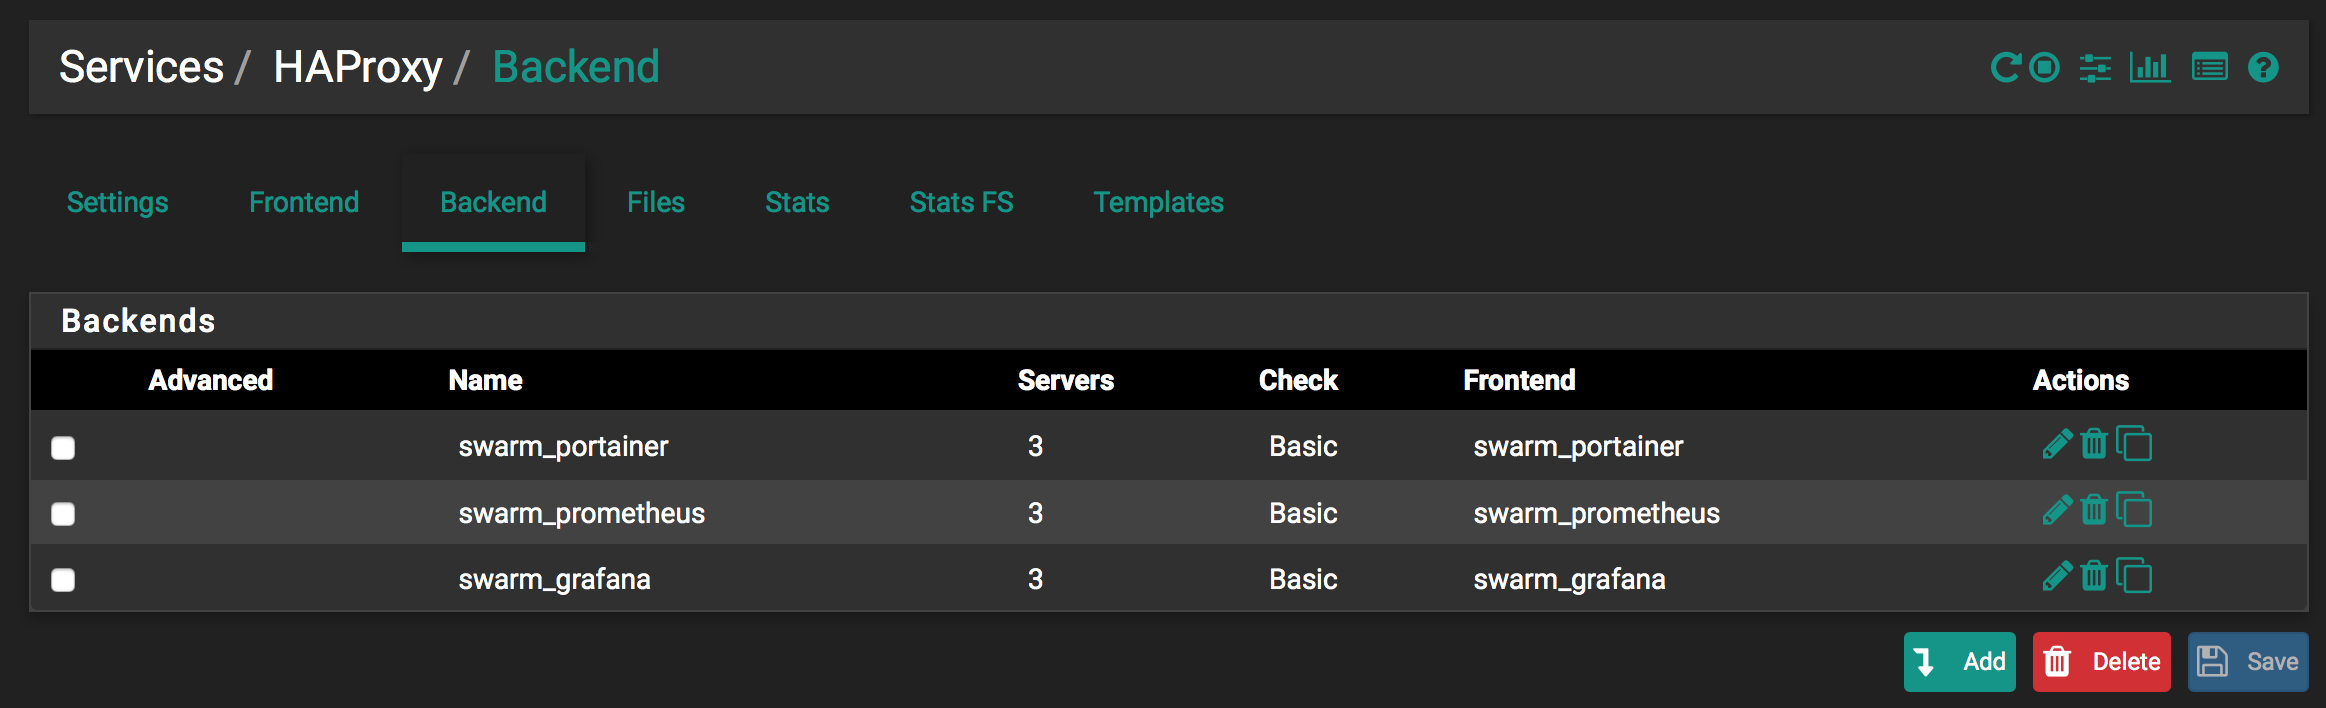 Services / HAProxy / Backend
Settings Frontend Backend Files Stats Stats FS Templates
Backends
Advanced Name Servers Check Frontend Actions
swarm_portainer 3 Basic swarm_portainer
swarm_prometheus 3 Basic swarm_prometheus
swarm_grafana 3 Basic swarm_grafana
Add Delete Save